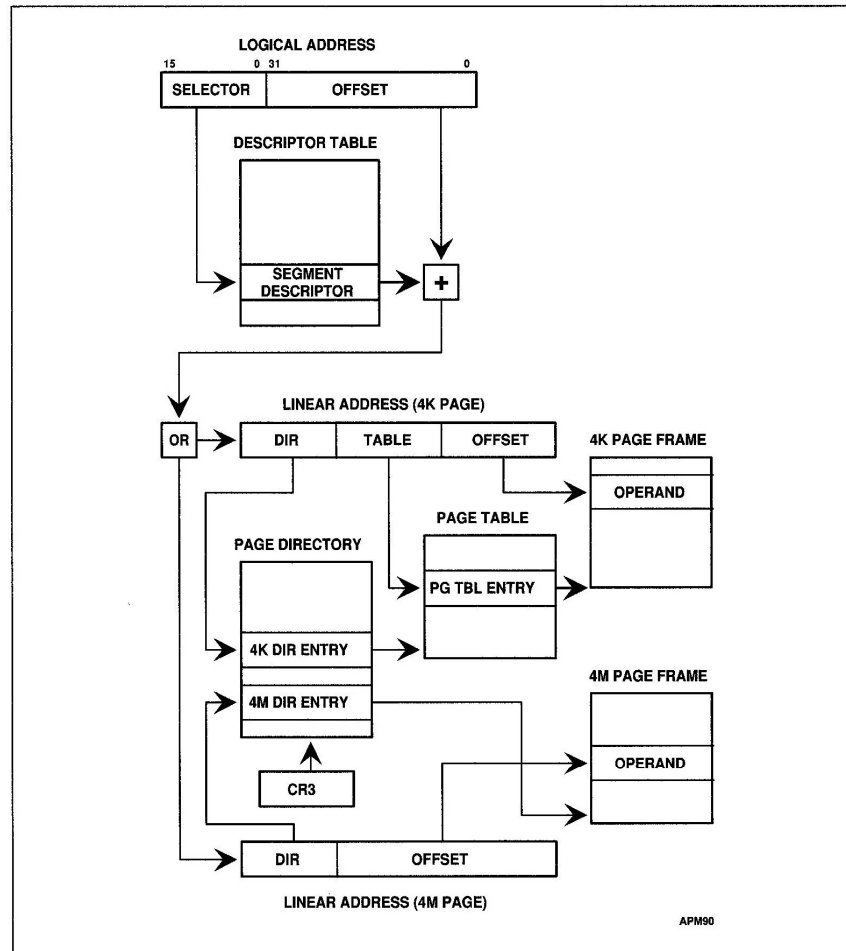 LOGICAL ADDRESS
15 0 31 0
SELECTOR OFFSET
DESCRIPTOR TABLE
SEGMENT
DESCRIPTOR
+
LINEAR ADDRESS (4K PAGE)
OR DIR TABLE OFFSET
4K PAGE FRAME
OPERAND
PAGE TABLE
PAGE DIRECTORY
PG TBL ENTRY
4K DIR ENTRY
4M PAGE FRAME
4M DIR ENTRY
OPERAND
CR3
DIR OFFSET
LINEAR ADDRESS (4M PAGE)
APM90